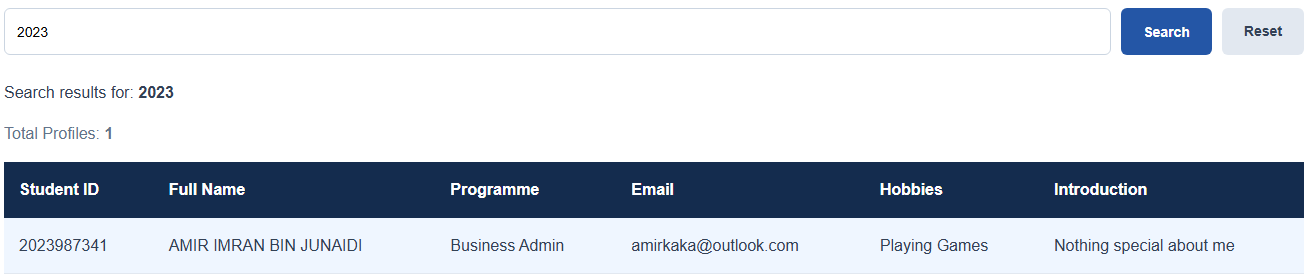 2023 Search Reset
Search results for: 2023
Total Profiles: 1
Student ID Full Name Programme Email Hobbies Introduction
2023987341 AMIR IMRAN BIN JUNAIDI Business Admin amirkaka@outlook.com Playing Games Nothing special about me